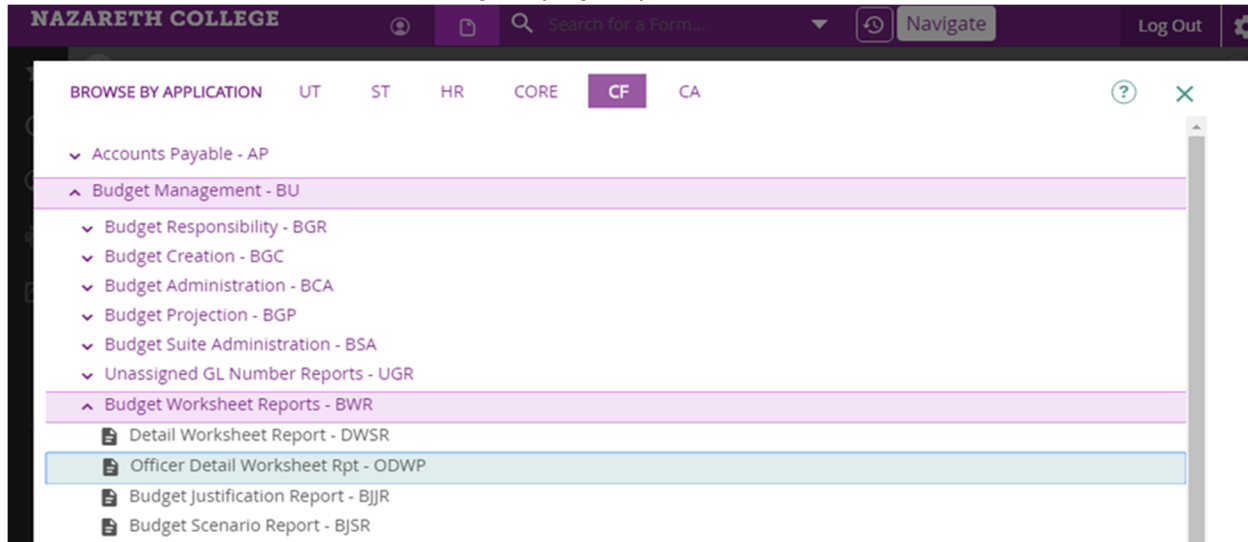 NAZARETH COLLEGE
Search for a Form...
Navigate
Log Out
BROWSE BY APPLICATION UT ST HR CORE CF CA
?
Accounts Payable - AP
Budget Management - BU
Budget Responsibility - BGR
Budget Creation - BGC
Budget Administration - BCA
Budget Projection - BGP
Budget Suite Administration - BSA
Unassigned GL Number Reports - UGR
Budget Worksheet Reports - BWR
Detail Worksheet Report - DWSR
Officer Detail Worksheet Rpt - ODWP
Budget Justification Report - BJJR
Budget Scenario Report - BJSR